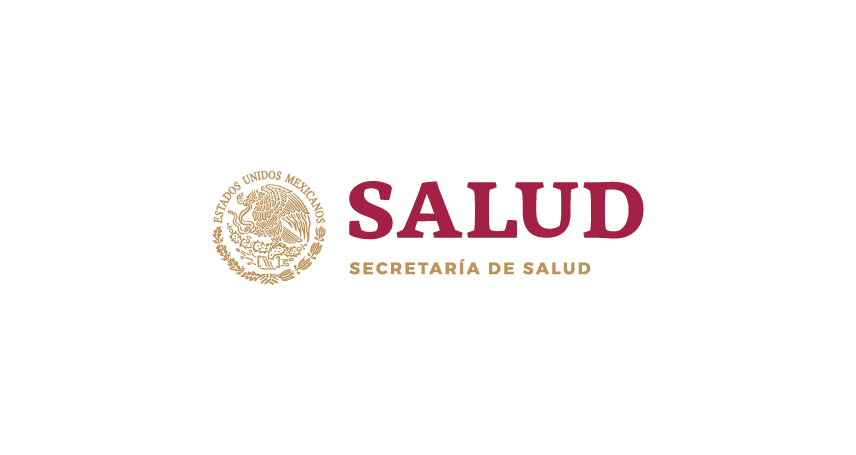 ESTADOS UNIDOS MEXICANOS
SALUD
SECRETARÍA DE SALUD